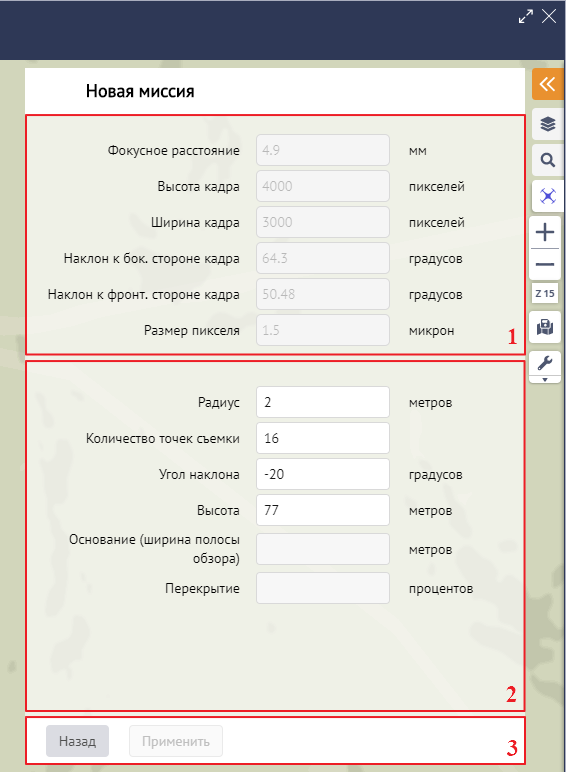 Новая миссия
Фокусное расстояние 4.9 мм
Высота кадра 4000 пикселей
Ширина кадра 3000 пикселей
Наклон к бок. стороне кадра 64.3 градусов
Наклон к фронт. стороне кадра 50.48 градусов
Z 15
Размер пикселя 1.5 микрон
1
Радиус 2 метров
Количество точек съемки 16
Угол наклона -20 градусов
Высота 77 метров
Основание (ширина полосы
обзора) метров
Перекрытие процентов
2
Назад Применить
3